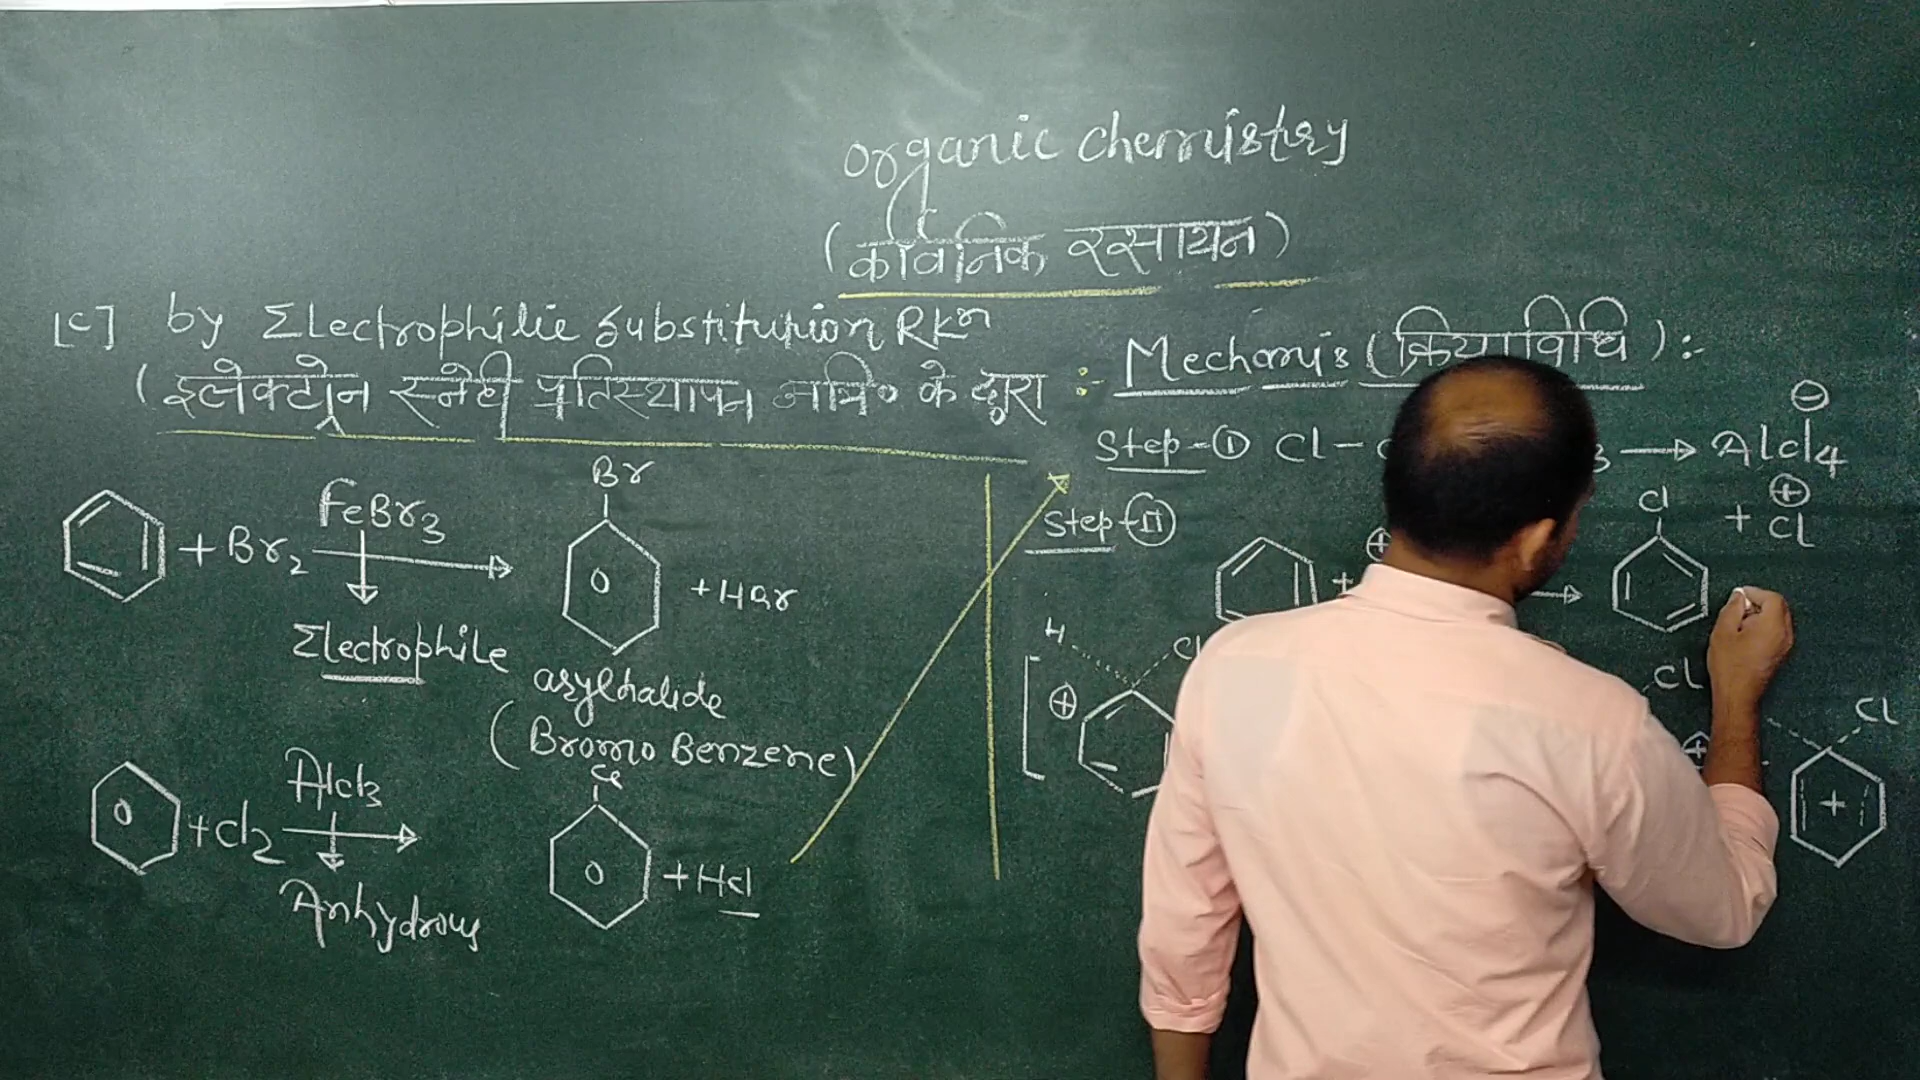 organic chemistry
(कार्बनिक रसायन)
[C] by Electrophilic Substitution Rkn
(इलेक्ट्रोन स्नेही प्रतिस्थापन अभि० के द्वारा :-
Br
FeBr3
+ Br2
+ HBr
Electrophile
arylhalide
(Bromo Benzene)
AlCl3
Cl
+Cl2
+ Hcl
Anhydrous
Mechanis (क्रियाविधि) :-
Step-① Cl -
3 → AlCl4
⊖
+ Cl
⊕
Step-II
+
⊕
Cl
H
Cl
⊕
Cl
⊕
Cl
+